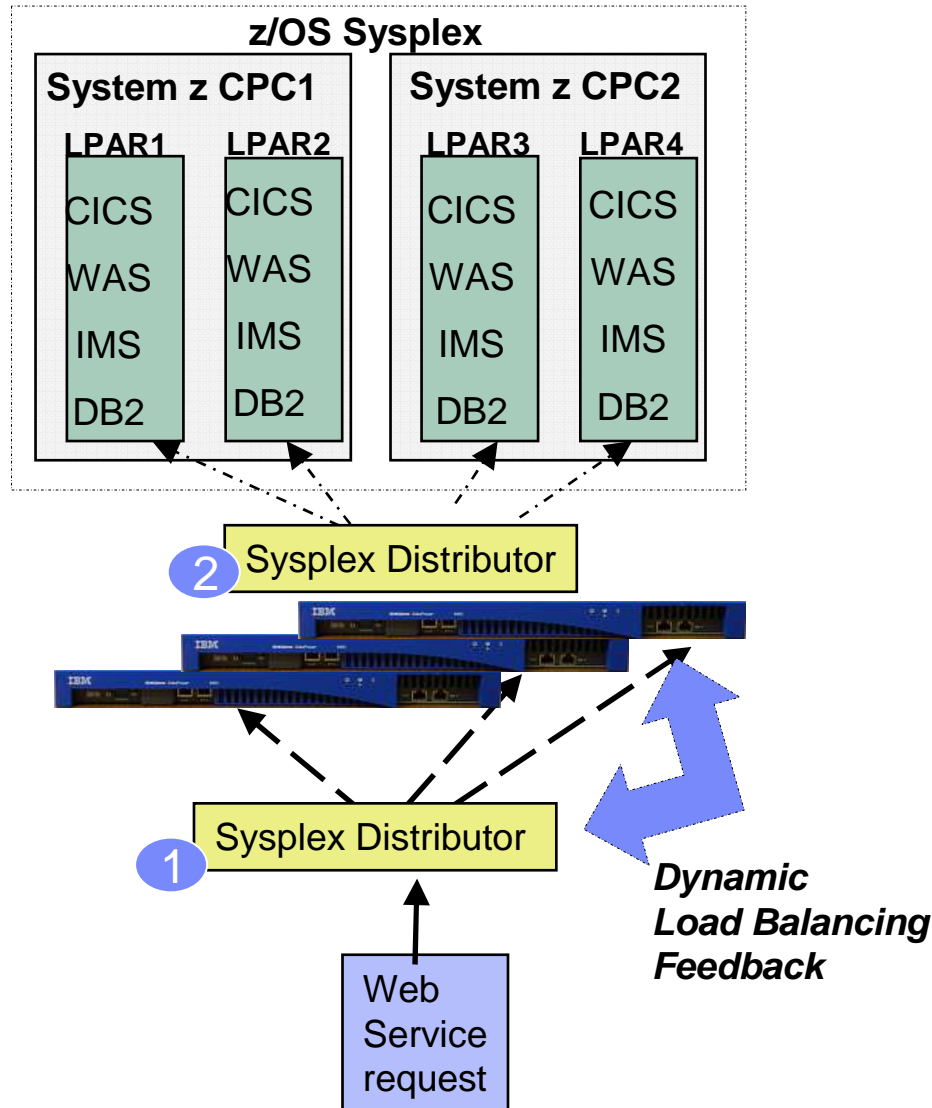 z/OS Sysplex
System z CPC1
System z CPC2
LPAR1
LPAR2
LPAR3
LPAR4
CICS
WAS
IMS
DB2
CICS
WAS
IMS
DB2
CICS
WAS
IMS
DB2
CICS
WAS
IMS
DB2
2
Sysplex Distributor
IBM
IBM
IBM
Sysplex Distributor
1
Dynamic
Load Balancing
Feedback
Web
Service
request